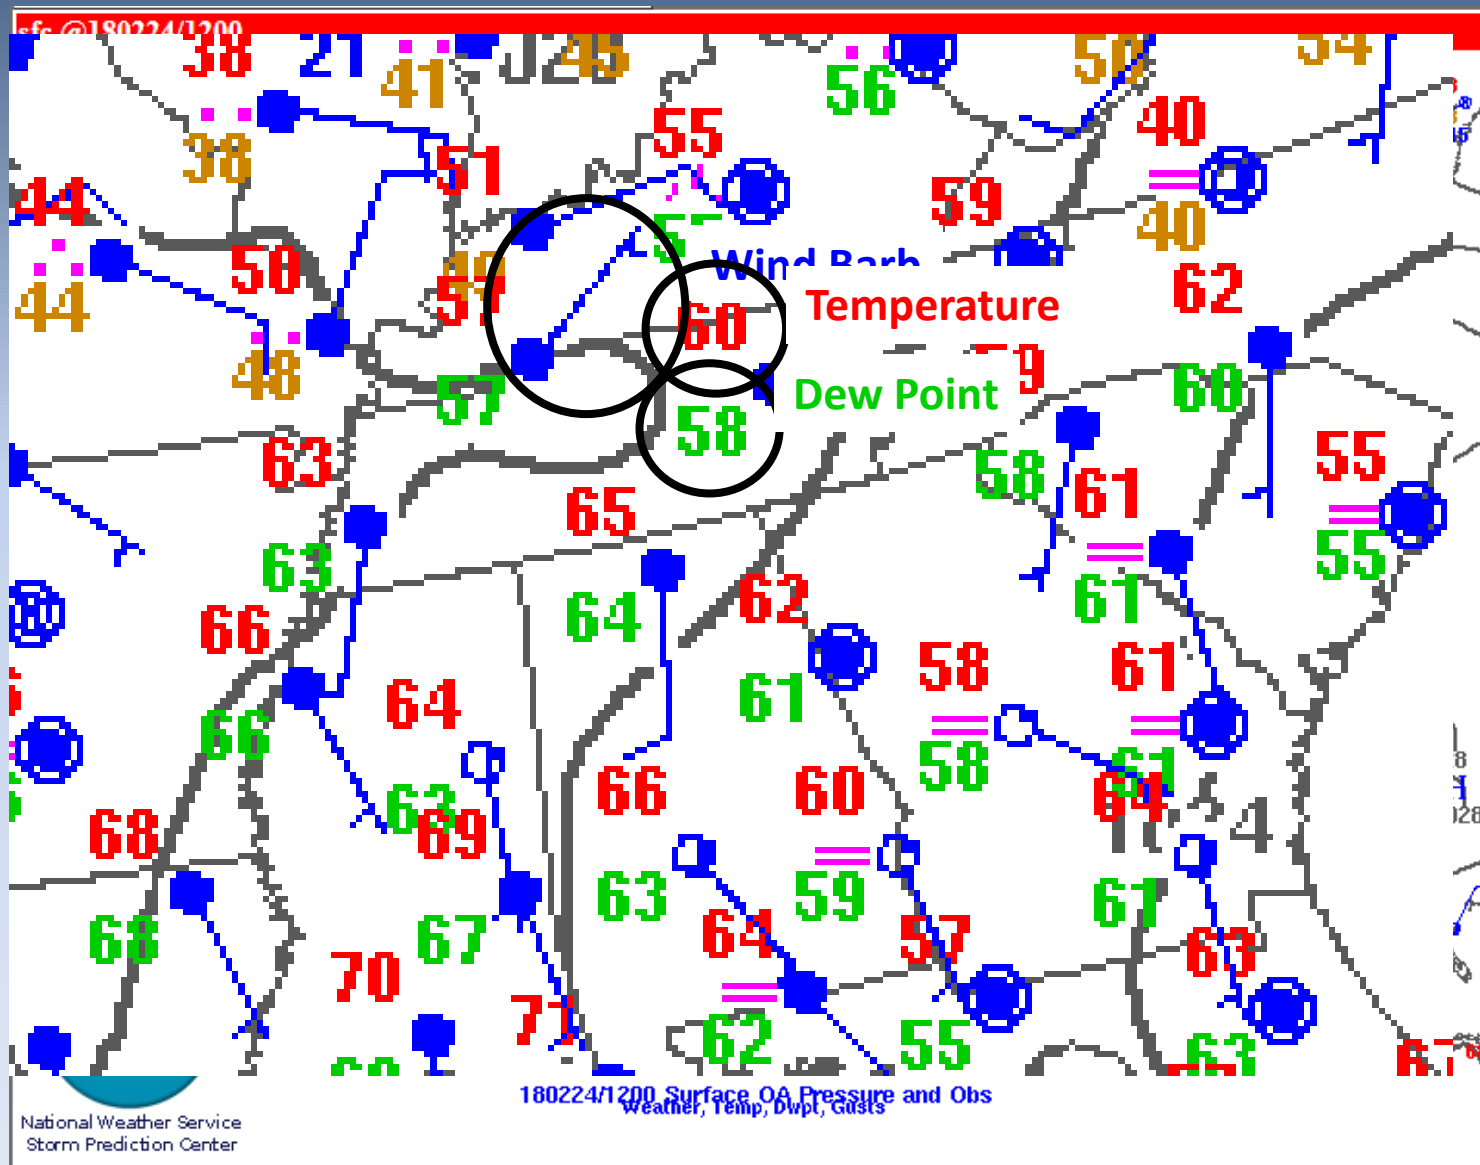 sfc @180224/1200
38 21 41 45 56 50 54
38 51 55 40
44 59 40
50 Wind Barb 62
44 60 Temperature
48 57 58 Dew Point 60
63 65 58 61 55
63 64 62 61 55
66 64 61 58 61
66 63 66 60 58 61
68 69 63 59 64
68 67 64 57 61
70 71 62 55 63
63
180224/1200 Surface OA Pressure and Obs
Weather, Temp, Dwpt, Gusts
National Weather Service
Storm Prediction Center